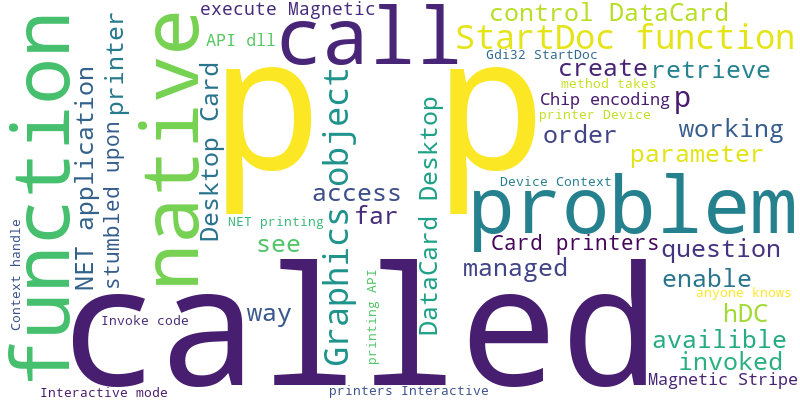 execute Magnetic
call
control DataCard
StartDoc function
API dll
Gdi32 StartDoc
create
retrieve
method takes
Chip encoding
p
printer Device
order
working
parameter
function
NET application
stumbled upon
printer
native
Desktop Card
p p
Graphics object
DataCard Desktop
access
far
Device Context
problem
NET printing
see
Card printers
question
managed
enable
anyone knows
Context handle
called
way
Invoke code
printing API
hDC
availible
invoked
Magnetic Stripe
Interactive mode
printers Interactive